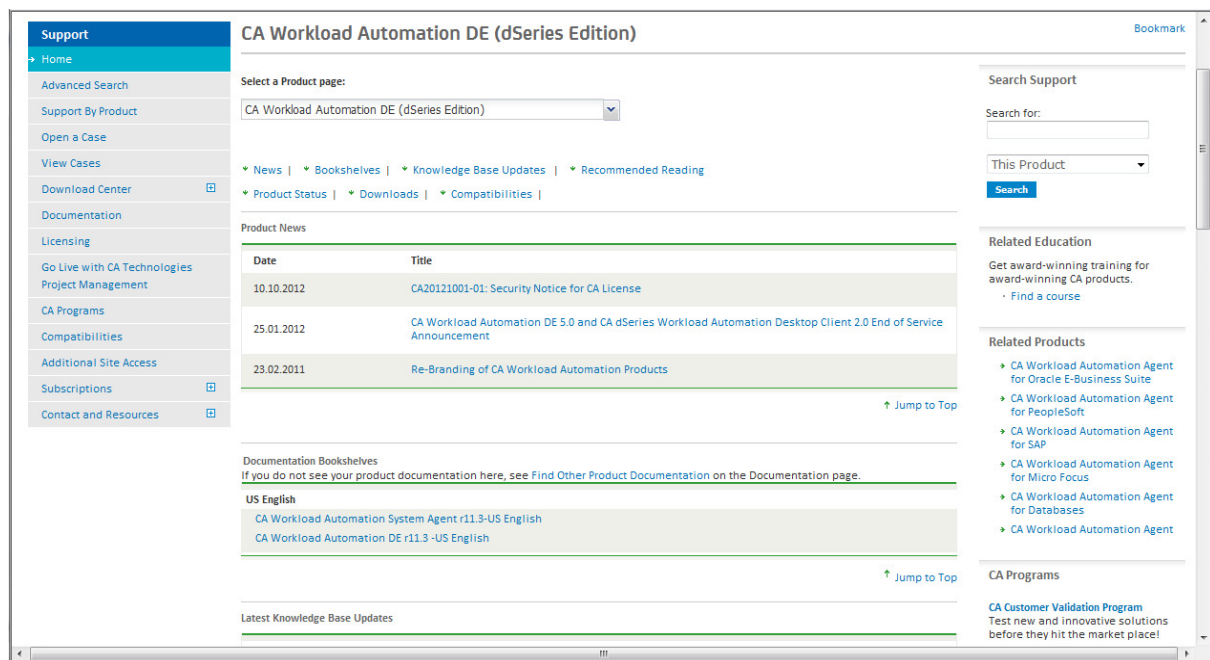 Support
Home
Advanced Search
Support By Product
Open a Case
View Cases
Download Center
Documentation
Licensing
Go Live with CA Technologies
Project Management
CA Programs
Compatibilities
Additional Site Access
Subscriptions
Contact and Resources
CA Workload Automation DE (dSeries Edition)
Bookmark
Select a Product page:
CA Workload Automation DE (dSeries Edition)
News | Bookshelves | Knowledge Base Updates | Recommended Reading
Product Status | Downloads | Compatibilities |
Product News
Date Title
10.10.2012 CA20121001-01: Security Notice for CA License
25.01.2012 CA Workload Automation DE 5.0 and CA dSeries Workload Automation Desktop Client 2.0 End of Service
Announcement
23.02.2011 Re-Branding of CA Workload Automation Products
Jump to Top
Documentation Bookshelves
If you do not see your product documentation here, see Find Other Product Documentation on the Documentation page.
US English
CA Workload Automation System Agent r11.3-US English
CA Workload Automation DE r11.3 -US English
Jump to Top
Latest Knowledge Base Updates
Search Support
Search for:
This Product
Search
Related Education
Get award-winning training for
award-winning CA products.
· Find a course
Related Products
CA Workload Automation Agent
for Oracle E-Business Suite
CA Workload Automation Agent
for PeopleSoft
CA Workload Automation Agent
for SAP
CA Workload Automation Agent
for Micro Focus
CA Workload Automation Agent
for Databases
CA Workload Automation Agent
CA Programs
CA Customer Validation Program
Test new and innovative solutions
before they hit the market place!